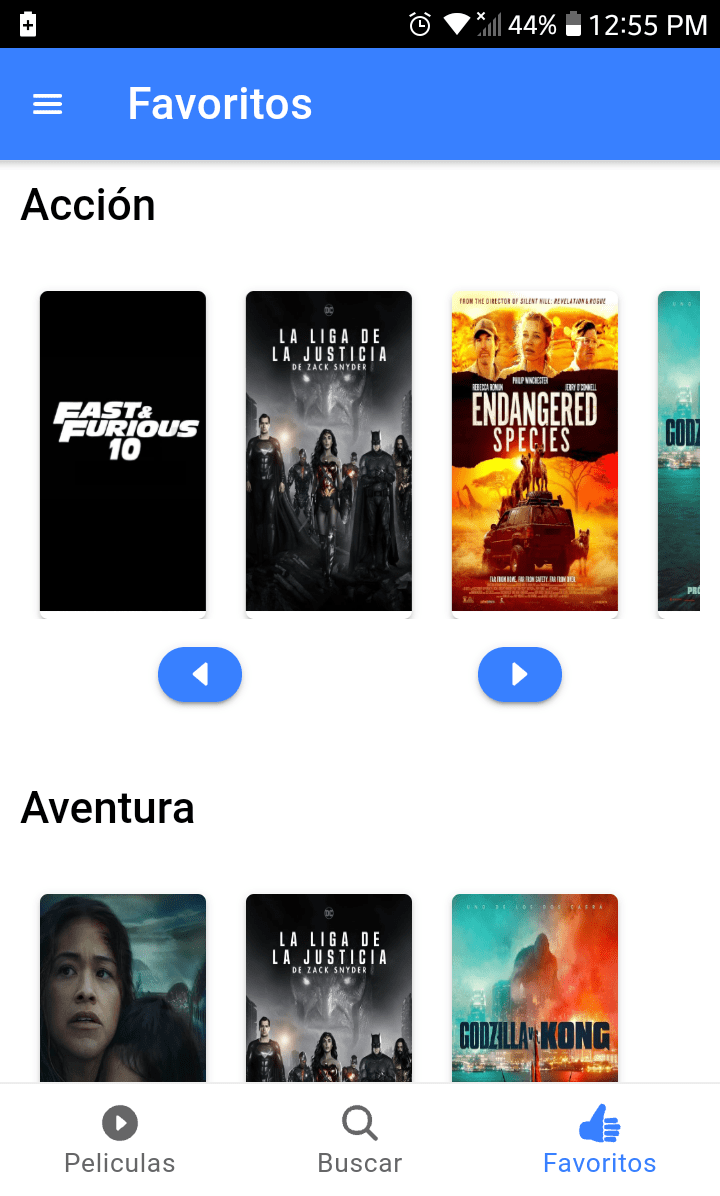 44% 12:55 PM
Favoritos
Acción
FAST &
FURIOUS
10
DC
LA LIGA DE
LA JUSTICIA
DE ZACK SNYDER
FROM THE DIRECTOR OF SILENT HILL: REVELATION & ROGUE
REBECCA ROMIJN PHILIP WINCHESTER JERRY O'CONNELL
ENDANGERED
SPECIES
FAR FROM HOME. FAR FROM SAFETY. FAR FROM OVER.
UNO
GODZ
Aventura
DC
LA LIGA DE
LA JUSTICIA
DE ZACK SNYDER
UNO DE LOS DOS CAERÁ
GODZILLA VS KONG
Peliculas Buscar Favoritos